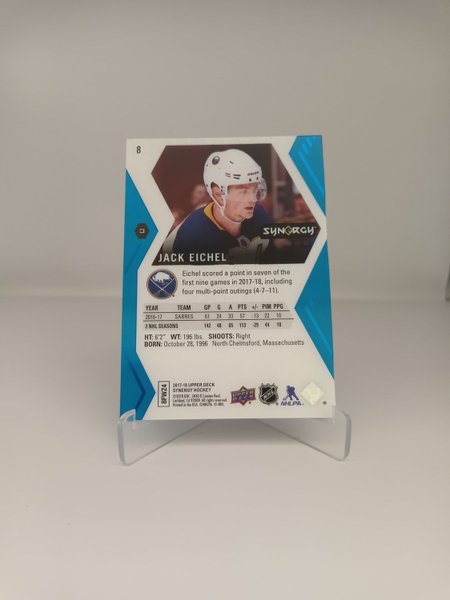 8
SYNERGY
JACK EICHEL
Eichel scored a point in seven of the
first nine games in 2017-18, including
four multi-point outings (4-7—11).
YEAR TEAM GP G A PTS +/- PIM PPG
2016-17 SABRES 61 24 33 57 -13 22 10
2 NHL SEASONS 142 48 65 113 -29 44 18
HT: 6'2" WT: 196 lbs. SHOOTS: Right
BORN: October 28, 1996 North Chelmsford, Massachusetts
8PWZ4
2017-18 UPPER DECK
SYNERGY HOCKEY
NHL
NHLPA